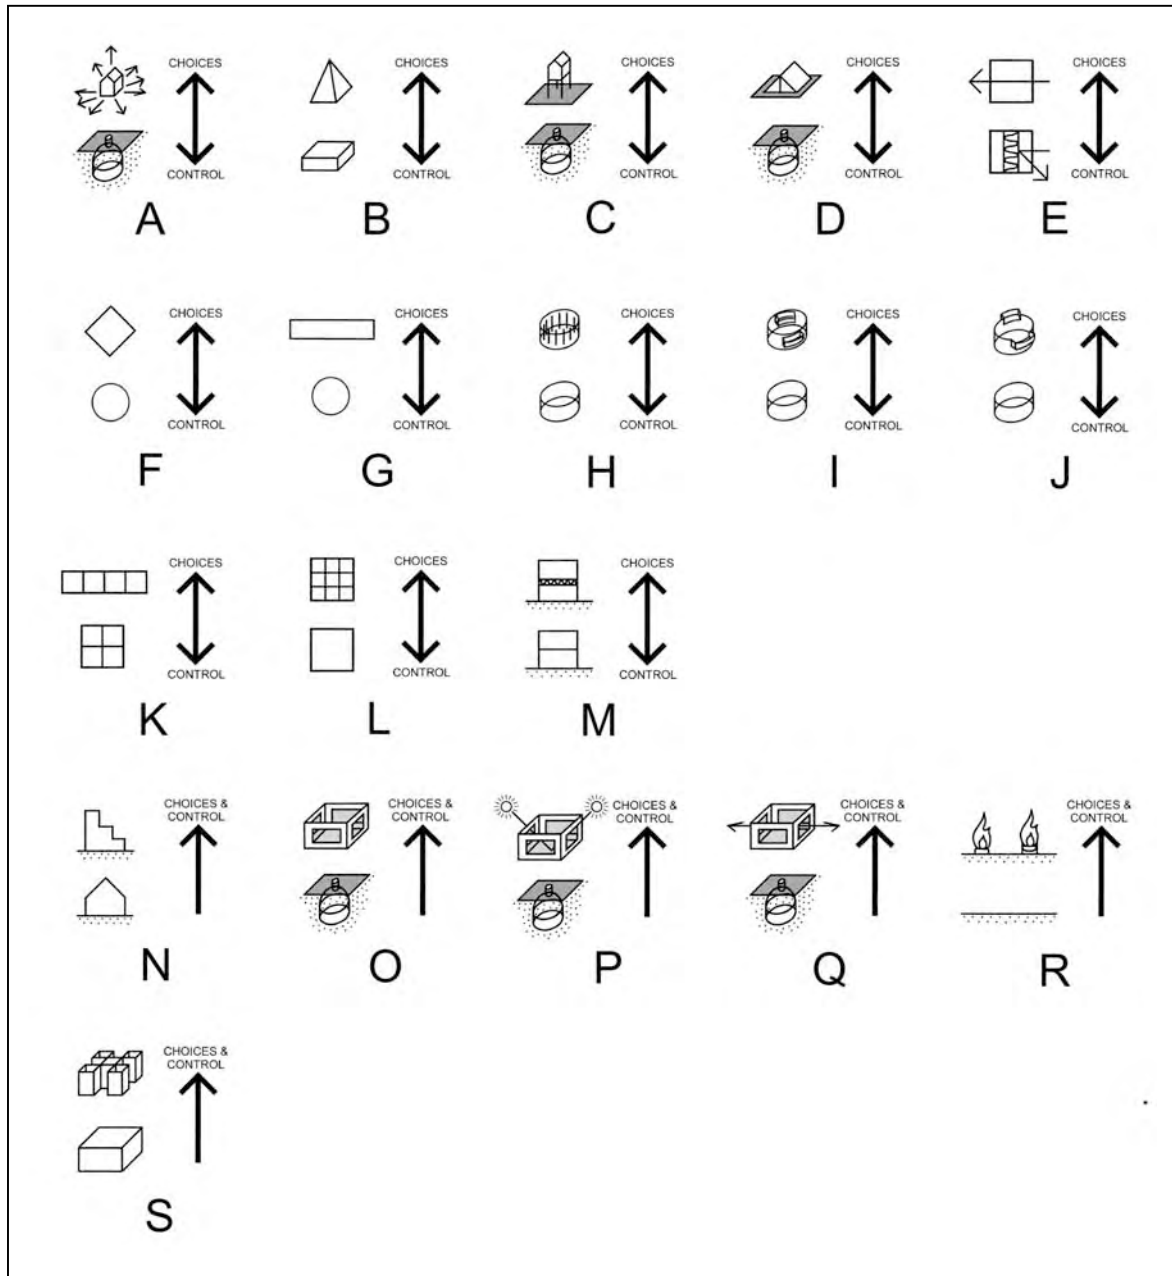 CHOICES CHOICES CHOICES CHOICES CHOICES
CONTROL CONTROL CONTROL CONTROL CONTROL
A B C D E
CHOICES CHOICES CHOICES CHOICES CHOICES
CONTROL CONTROL CONTROL CONTROL CONTROL
F G H I J
CHOICES CHOICES CHOICES
CONTROL CONTROL CONTROL
K L M
CHOICES & CHOICES & CHOICES & CHOICES & CHOICES &
CONTROL CONTROL CONTROL CONTROL CONTROL
N O P Q R
CHOICES &
CONTROL
S